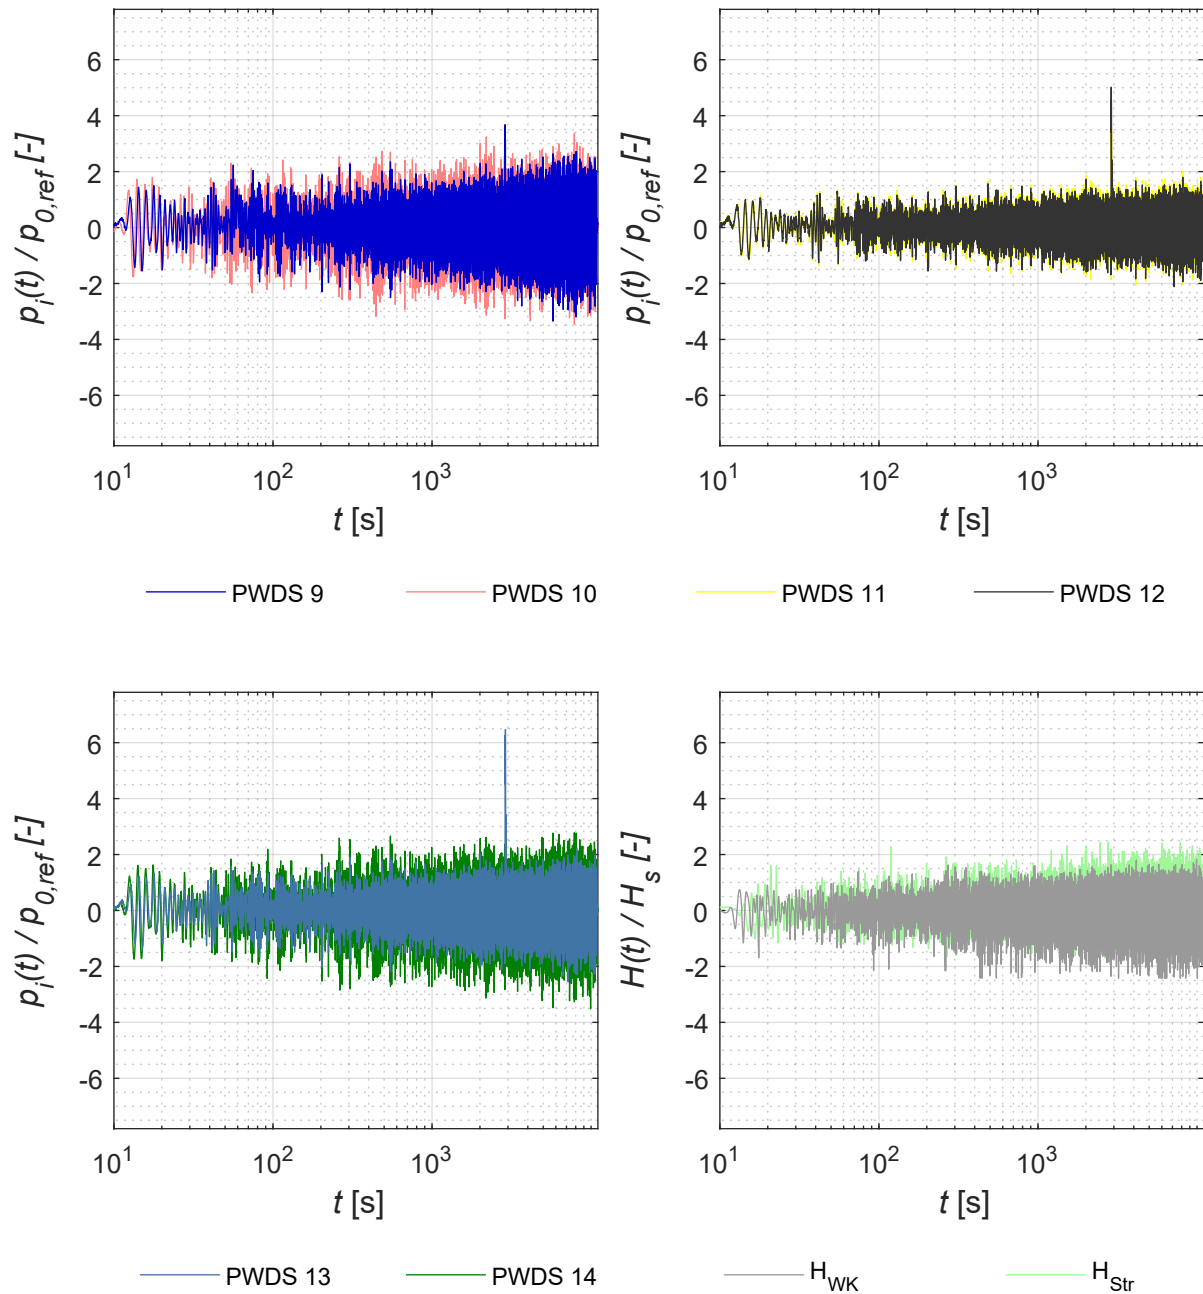 p_i(t) / p_0,ref [-]
6
4
2
0
-2
-4
-6
10^1
10^2
10^3
t [s]
p_i(t) / p_0,ref [-]
6
4
2
0
-2
-4
-6
10^1
10^2
10^3
t [s]
PWDS 9
PWDS 10
PWDS 11
PWDS 12
p_i(t) / p_0,ref [-]
6
4
2
0
-2
-4
-6
10^1
10^2
10^3
t [s]
H(t) / H_s [-]
6
4
2
0
-2
-4
-6
10^1
10^2
10^3
t [s]
PWDS 13
PWDS 14
H_WK
H_Str